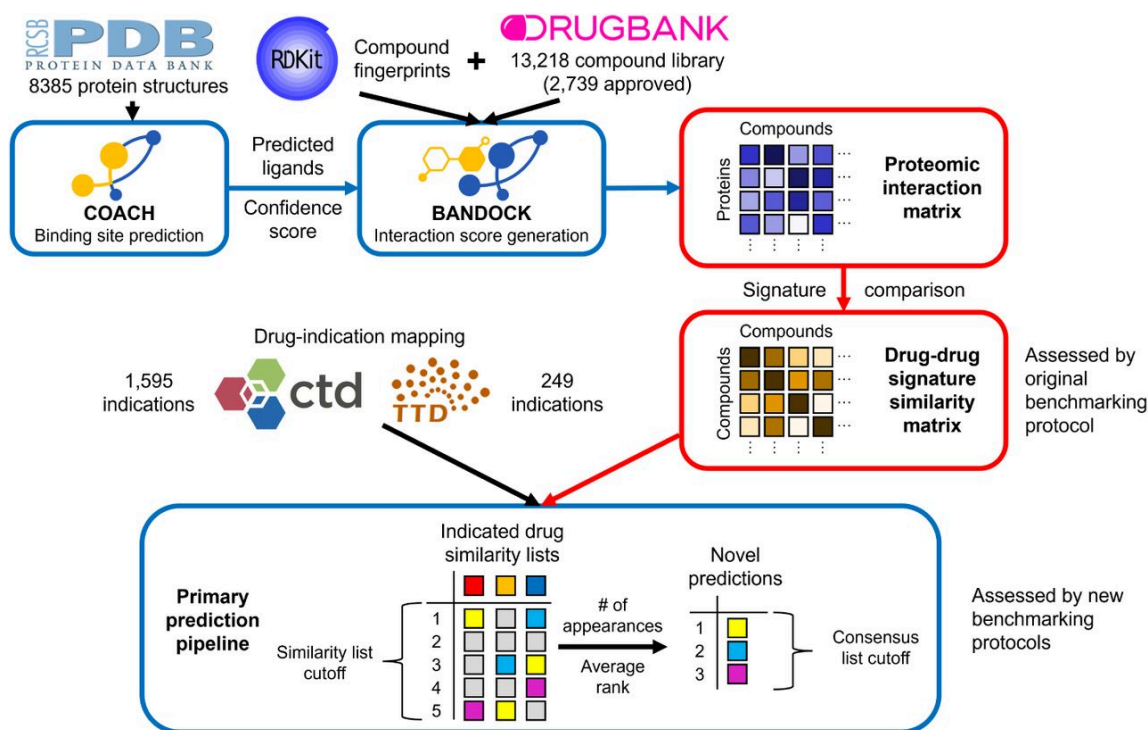 RCSB
PDB
PROTEIN DATA BANK
8385 protein structures
RDKit
Compound
fingerprints
+
DRUGBANK
13,218 compound library
(2,739 approved)
COACH
Binding site prediction
Predicted
ligands
Confidence
score
BANDOCK
Interaction score generation
Compounds
Proteins
...
...
...
...
Proteomic
interaction
matrix
Signature comparison
Drug-indication mapping
1,595
indications
ctd
TTD
249
indications
Compounds
Compounds
...
...
...
...
Drug-drug
signature
similarity
matrix
Assessed by
original
benchmarking
protocol
Primary
prediction
pipeline
Indicated drug
similarity lists
Similarity list
cutoff
1
2
3
4
5
# of
appearances
Average
rank
Novel
predictions
1
2
3
Consensus
list cutoff
Assessed by new
benchmarking
protocols